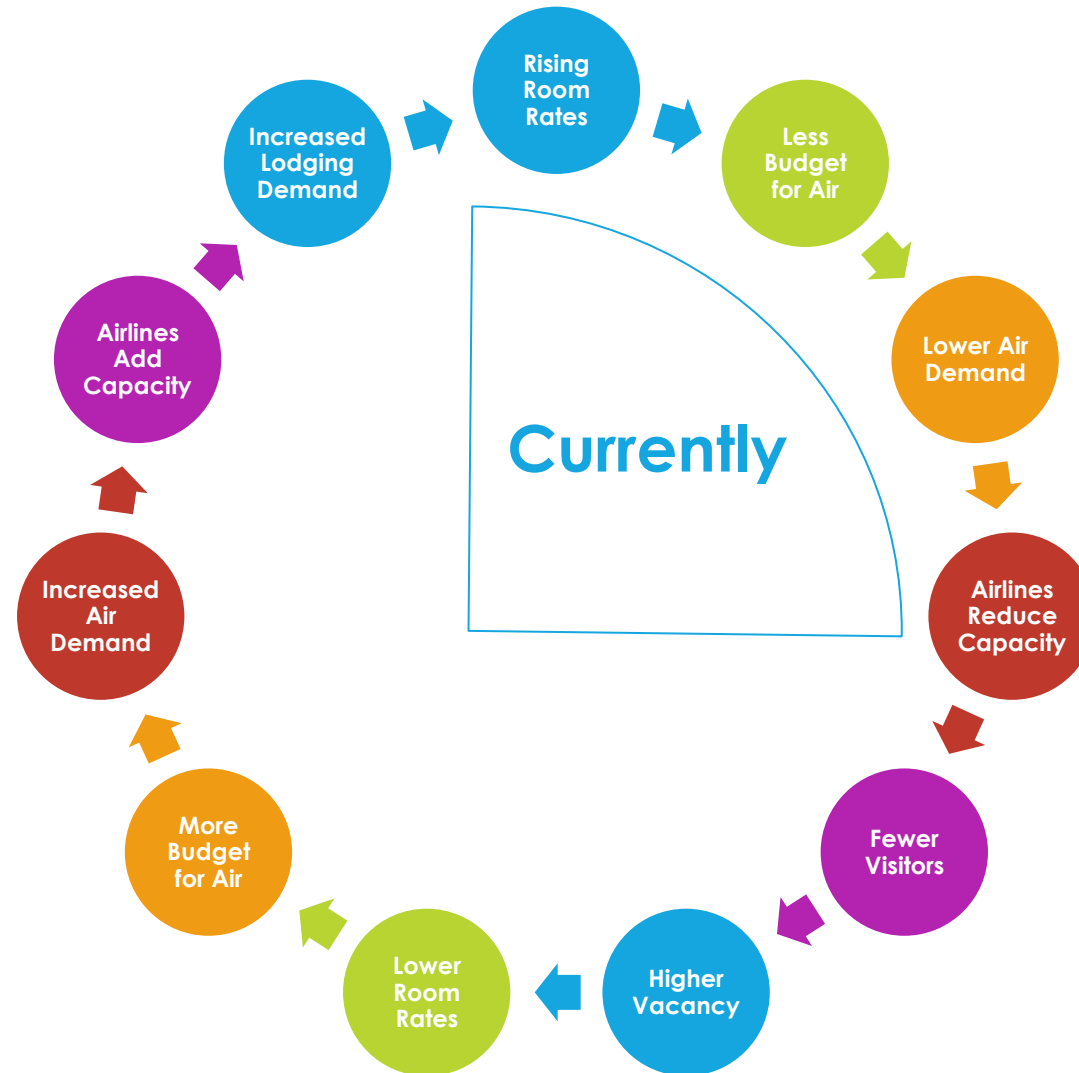 Rising
Room
Rates
Less
Budget
for Air
Lower Air
Demand
Airlines
Reduce
Capacity
Fewer
Visitors
Higher
Vacancy
Lower
Room
Rates
More
Budget
for Air
Increased
Air
Demand
Airlines
Add
Capacity
Increased
Lodging
Demand
Currently